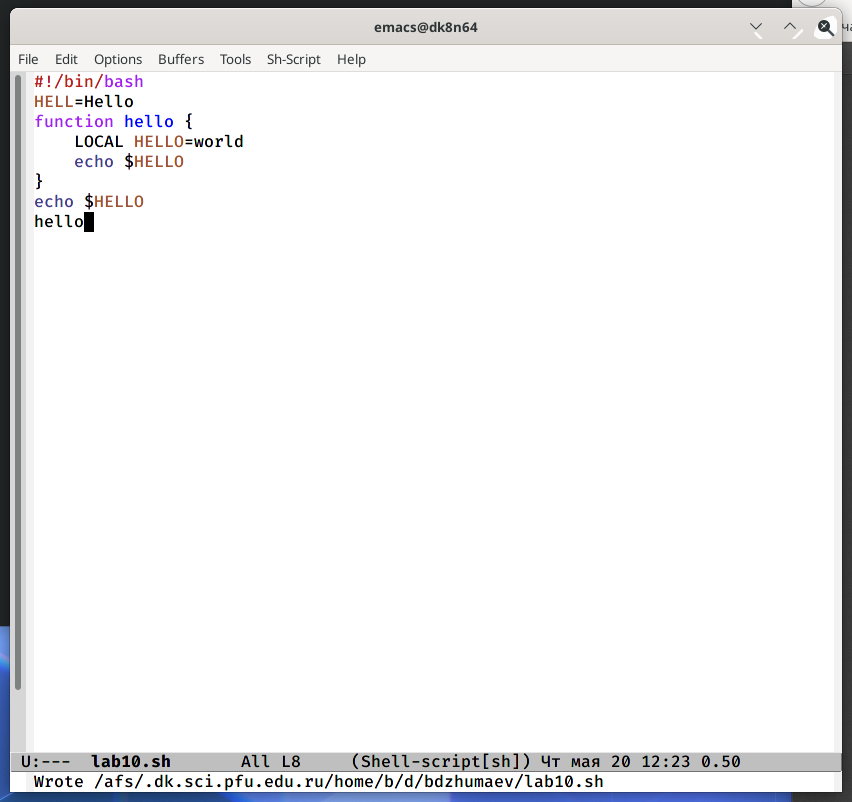 emacs@dk8n64
File Edit Options Buffers Tools Sh-Script Help
#!/bin/bash
HELL=Hello
function hello {
    LOCAL HELLO=world
    echo $HELLO
}
echo $HELLO
hello
U:--- lab10.sh All L8 (Shell-script[sh]) Чт мая 20 12:23 0.50
Wrote /afs/.dk.sci.pfu.edu.ru/home/b/d/bdzhumaev/lab10.sh